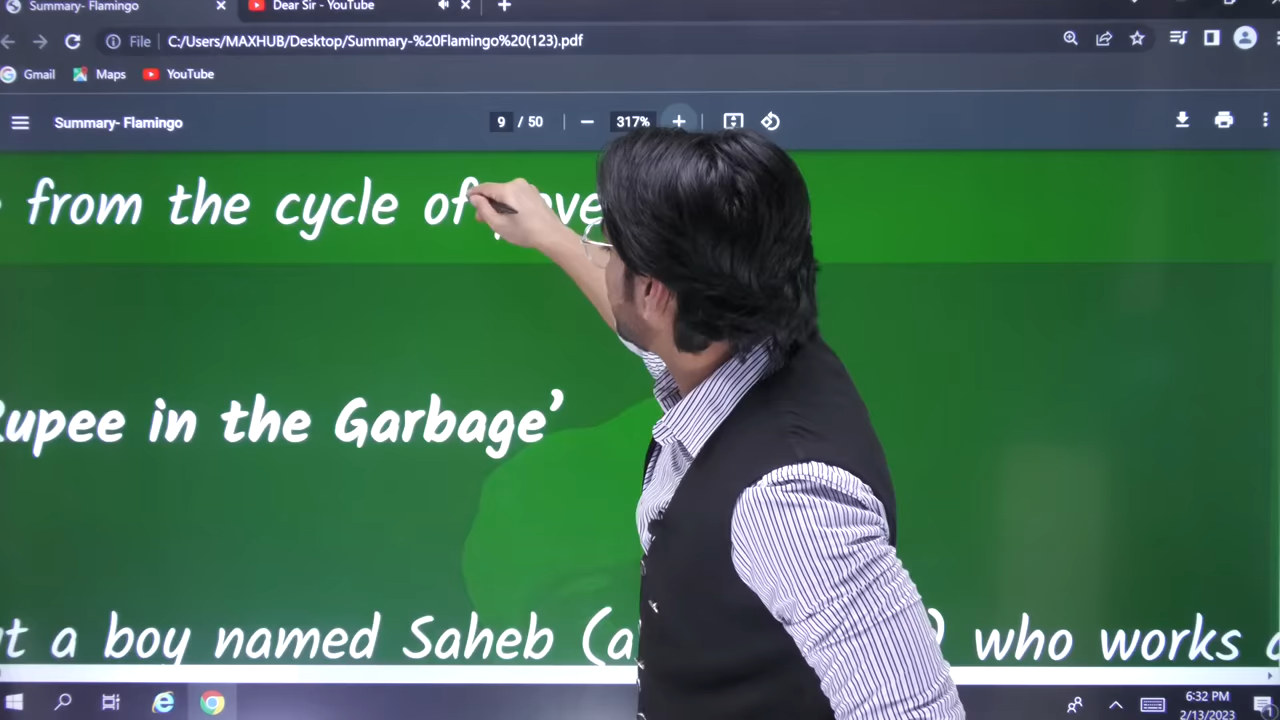 Summary- Flamingo
Dear Sir - YouTube
File C:/Users/MAXHUB/Desktop/Summary-%20Flamingo%20(123).pdf
Gmail Maps YouTube
Summary- Flamingo 9 / 50 317%
from the cycle of
Rupee in the Garbage’
a boy named Saheb (a ) who works
6:32 PM
2/13/2023